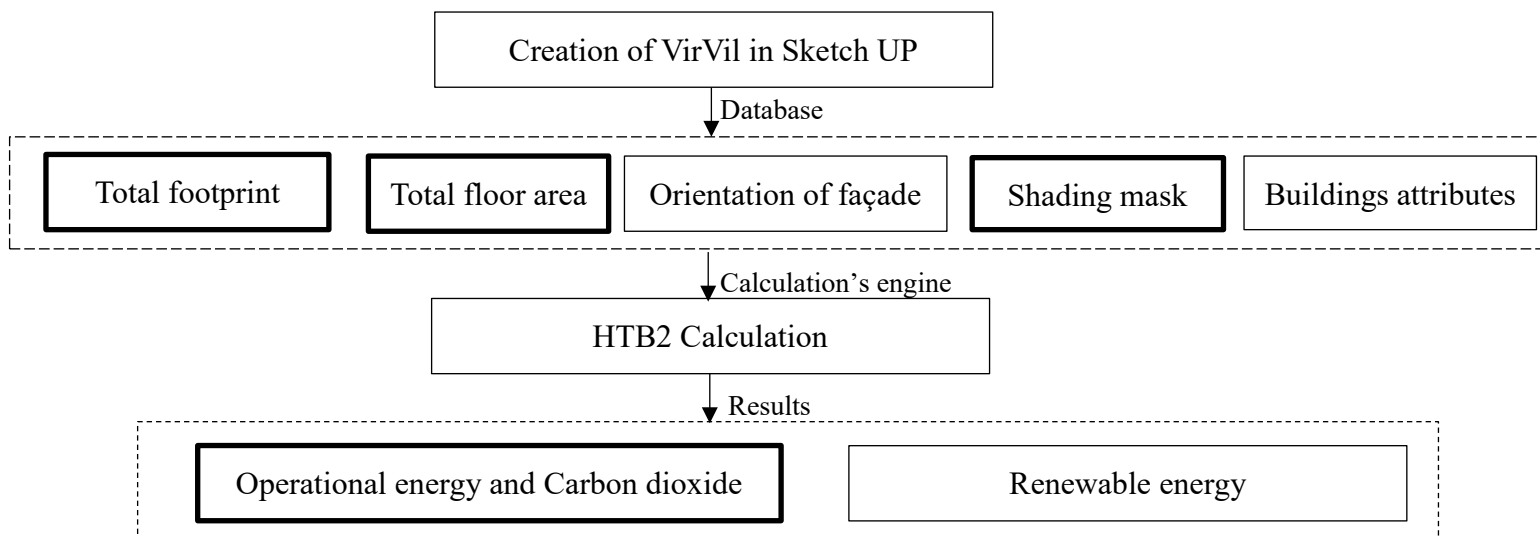 Creation of VirVil in Sketch UP
Database
Total footprint
Total floor area
Orientation of façade
Shading mask
Buildings attributes
Calculation’s engine
HTB2 Calculation
Results
Operational energy and Carbon dioxide
Renewable energy